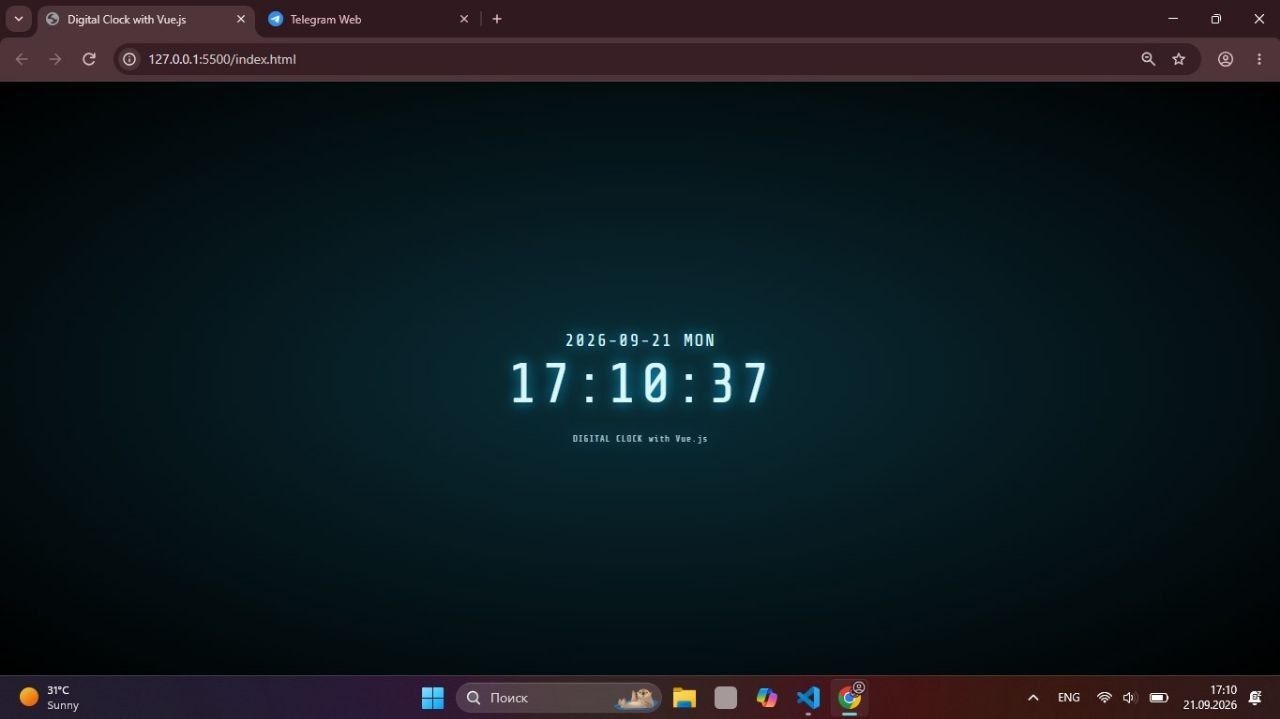 Digital Clock with Vue.js
Telegram Web
127.0.0.1:5500/index.html
2026-09-21 MON
17:10:37
DIGITAL CLOCK with Vue.js
31°C
Sunny
Поиск
ENG
17:10
21.09.2026